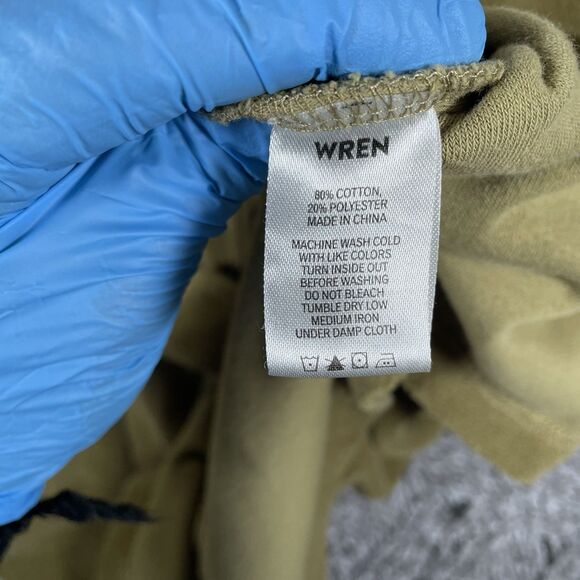 WREN
80% COTTON,
20% POLYESTER
MADE IN CHINA
MACHINE WASH COLD
WITH LIKE COLORS
TURN INSIDE OUT
BEFORE WASHING
DO NOT BLEACH
TUMBLE DRY LOW
MEDIUM IRON
UNDER DAMP CLOTH